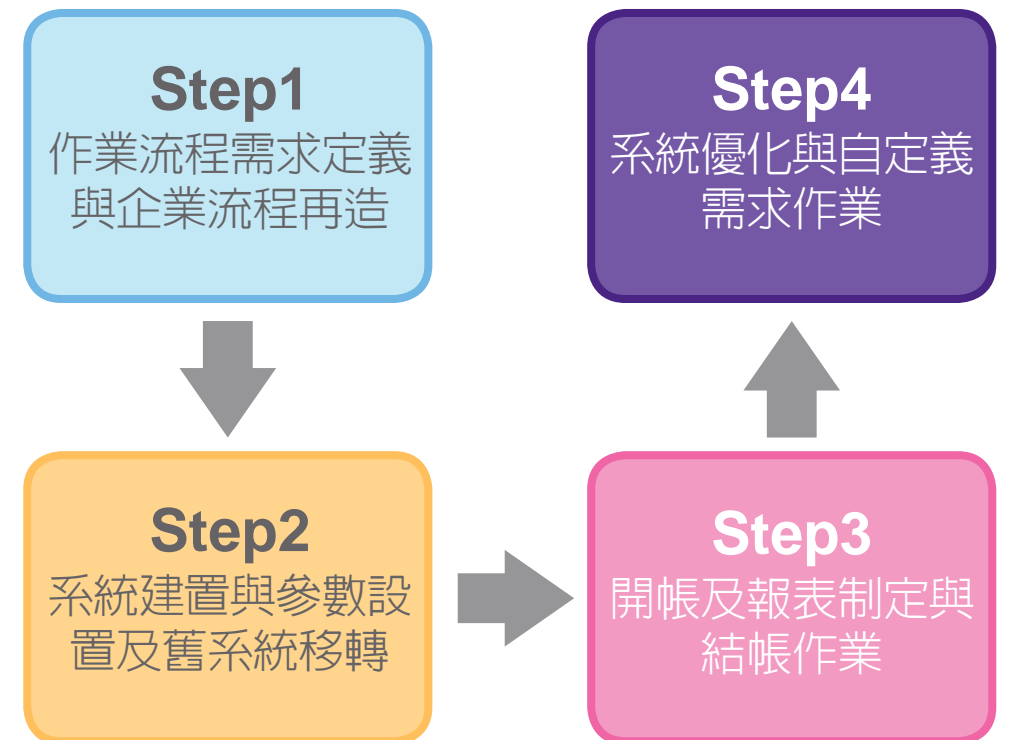 Step1
作業流程需求定義
與企業流程再造
Step2
系統建置與參數設
置及舊系統移轉
Step3
開帳及報表制定與
結帳作業
Step4
系統優化與自定義
需求作業